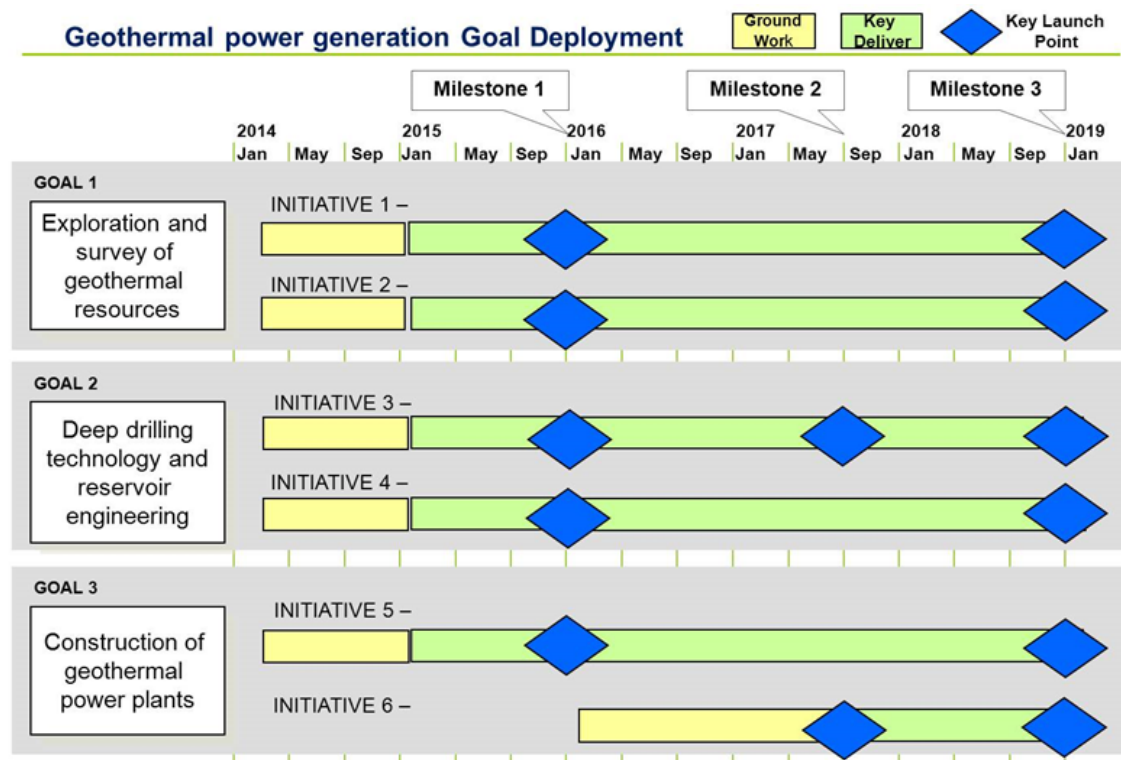 Geothermal power generation Goal Deployment
Ground
Work
Key
Deliver
Key Launch
Point
Milestone 1
Milestone 2
Milestone 3
2014 2015 2016 2017 2018 2019
Jan May Sep Jan May Sep Jan May Sep Jan May Sep Jan May Sep Jan
GOAL 1
Exploration and
survey of
geothermal
resources
INITIATIVE 1 –
INITIATIVE 2 –
GOAL 2
Deep drilling
technology and
reservoir
engineering
INITIATIVE 3 –
INITIATIVE 4 –
GOAL 3
Construction of
geothermal
power plants
INITIATIVE 5 –
INITIATIVE 6 –